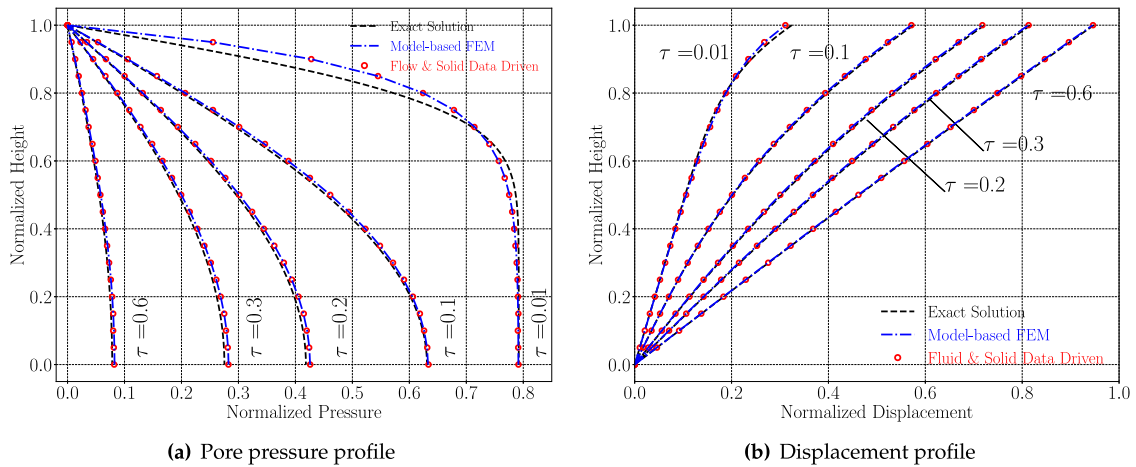 Exact Solution
Model-based FEM
Flow & Solid Data Driven
1.0
0.8
0.6
0.4
0.2
0.0
Normalized Height
τ =0.6
τ =0.3
τ =0.2
τ =0.1
τ =0.01
0.0 0.1 0.2 0.3 0.4 0.5 0.6 0.7 0.8
Normalized Pressure
(a) Pore pressure profile
1.0
0.8
0.6
0.4
0.2
0.0
Normalized Height
τ =0.01
τ =0.1
τ =0.6
τ =0.3
τ =0.2
Exact Solution
Model-based FEM
Fluid & Solid Data Driven
0.0 0.2 0.4 0.6 0.8 1.0
Normalized Displacement
(b) Displacement profile